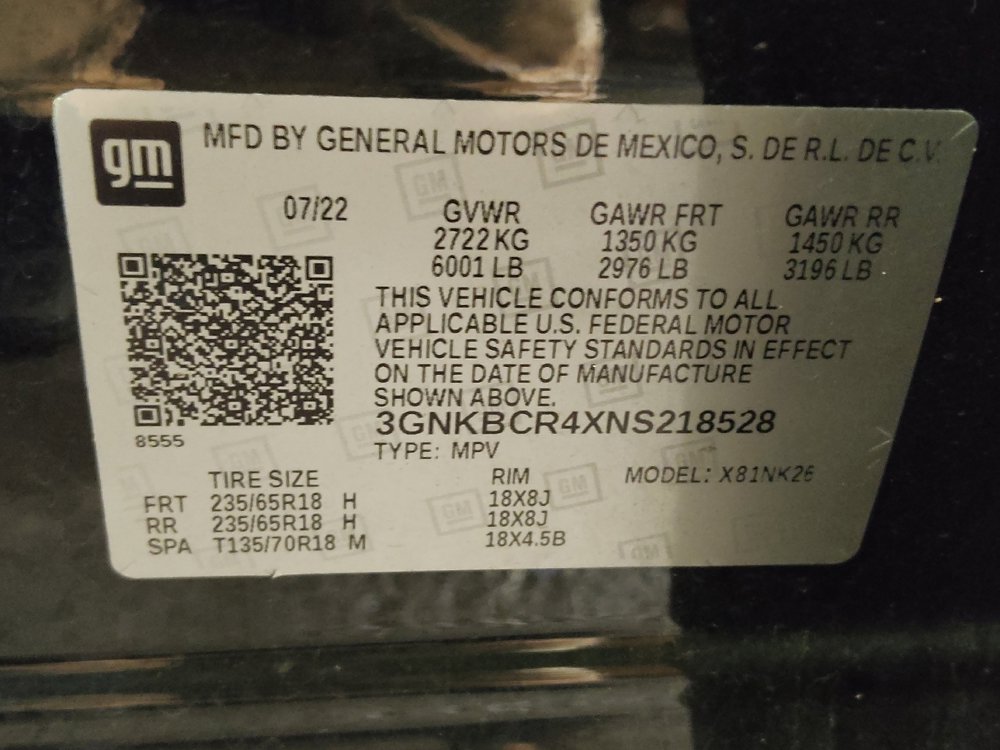 gm
MFD BY GENERAL MOTORS DE MEXICO, S. DE R.L. DE C.V.
07/22 GVWR GAWR FRT GAWR RR
2722 KG 1350 KG 1450 KG
6001 LB 2976 LB 3196 LB
THIS VEHICLE CONFORMS TO ALL
APPLICABLE U.S. FEDERAL MOTOR
VEHICLE SAFETY STANDARDS IN EFFECT
ON THE DATE OF MANUFACTURE
SHOWN ABOVE.
3GNKBCR4XNS218528
8555
TYPE: MPV
TIRE SIZE RIM MODEL: X81NK26
FRT 235/65R18 H 18X8J
RR 235/65R18 H 18X8J
SPA T135/70R18 M 18X4.5B